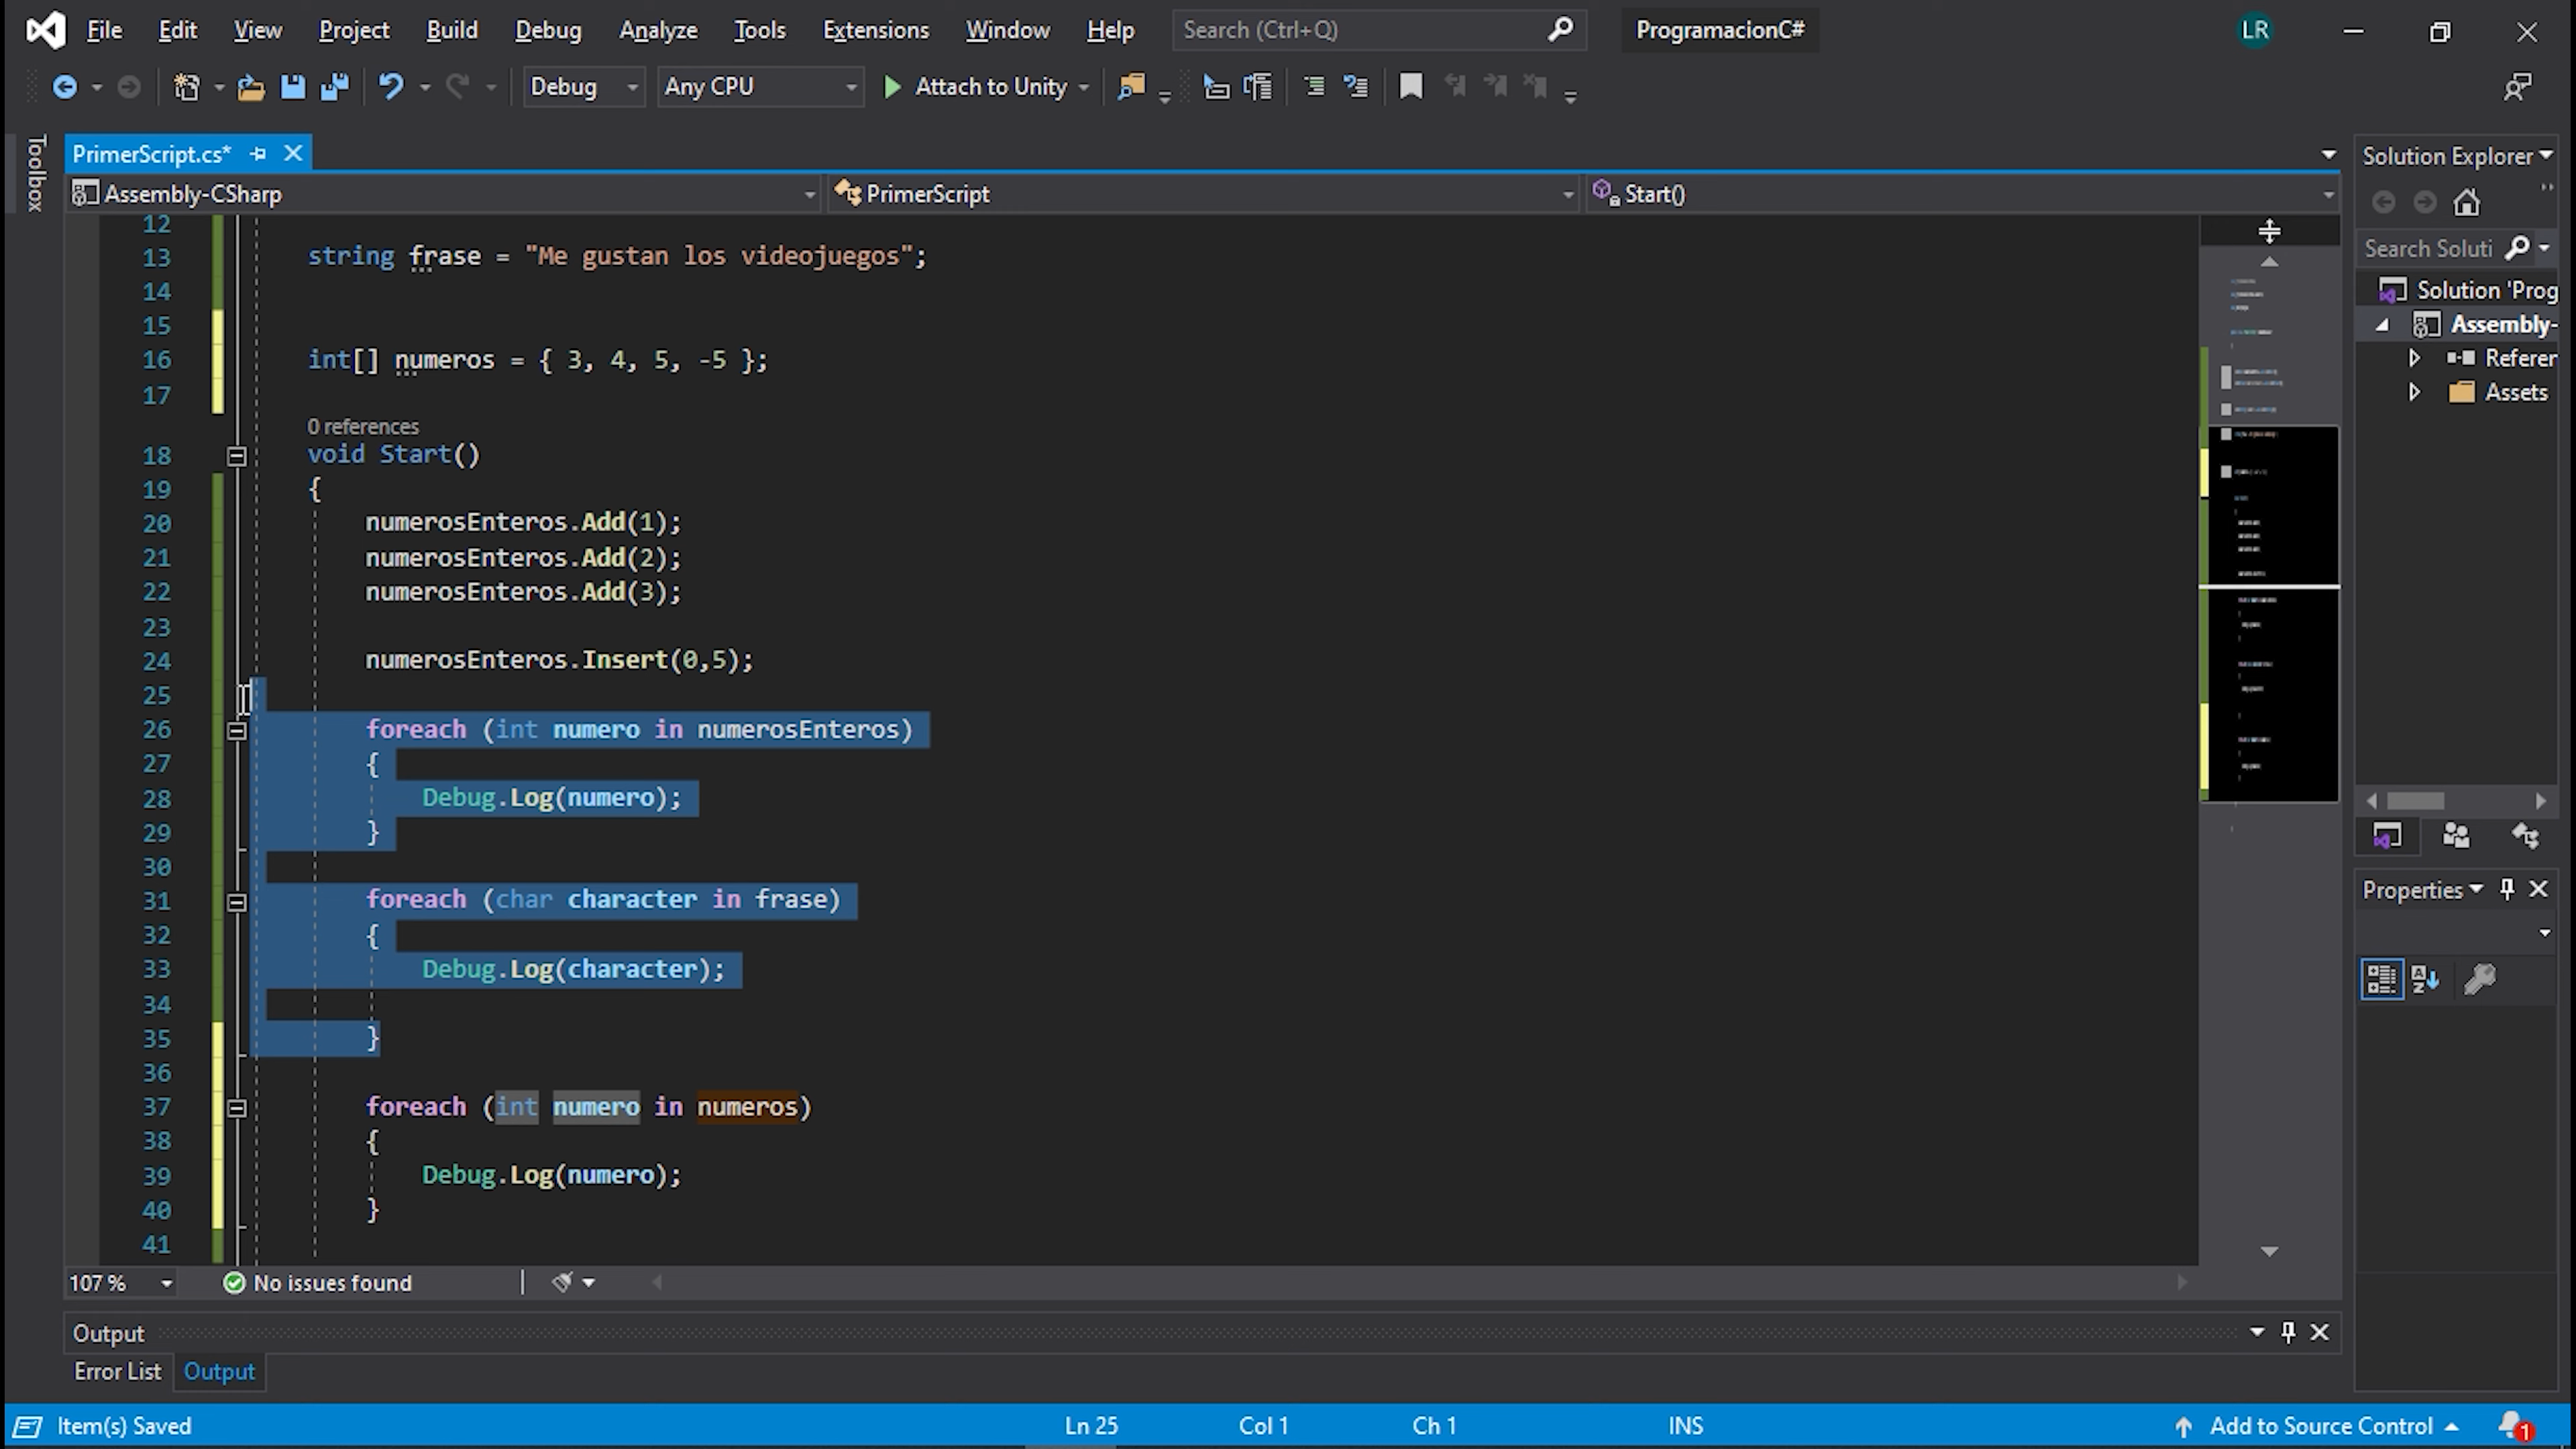 File Edit View Project Build Debug Analyze Tools Extensions Window Help Search (Ctrl+Q) ProgramacionC# LR
Debug Any CPU Attach to Unity
Toolbox
PrimerScript.cs*
Solution Explorer
Assembly-CSharp PrimerScript Start()
Search Soluti
Solution 'Prog
Assembly-
Referen
Assets
12
13 string frase = "Me gustan los videojuegos";
14
15
16 int[] numeros = { 3, 4, 5, -5 };
17
0 references
18 void Start()
19 {
20 numerosEnteros.Add(1);
21 numerosEnteros.Add(2);
22 numerosEnteros.Add(3);
23
24 numerosEnteros.Insert(0,5);
25
26 foreach (int numero in numerosEnteros)
27 {
28 Debug.Log(numero);
29 }
30
31 foreach (char character in frase)
32 {
33 Debug.Log(character);
34
35 }
36
37 foreach (int numero in numeros)
38 {
39 Debug.Log(numero);
40 }
41
Properties
107 % No issues found
Output
Error List Output
Item(s) Saved Ln 25 Col 1 Ch 1 INS Add to Source Control 1